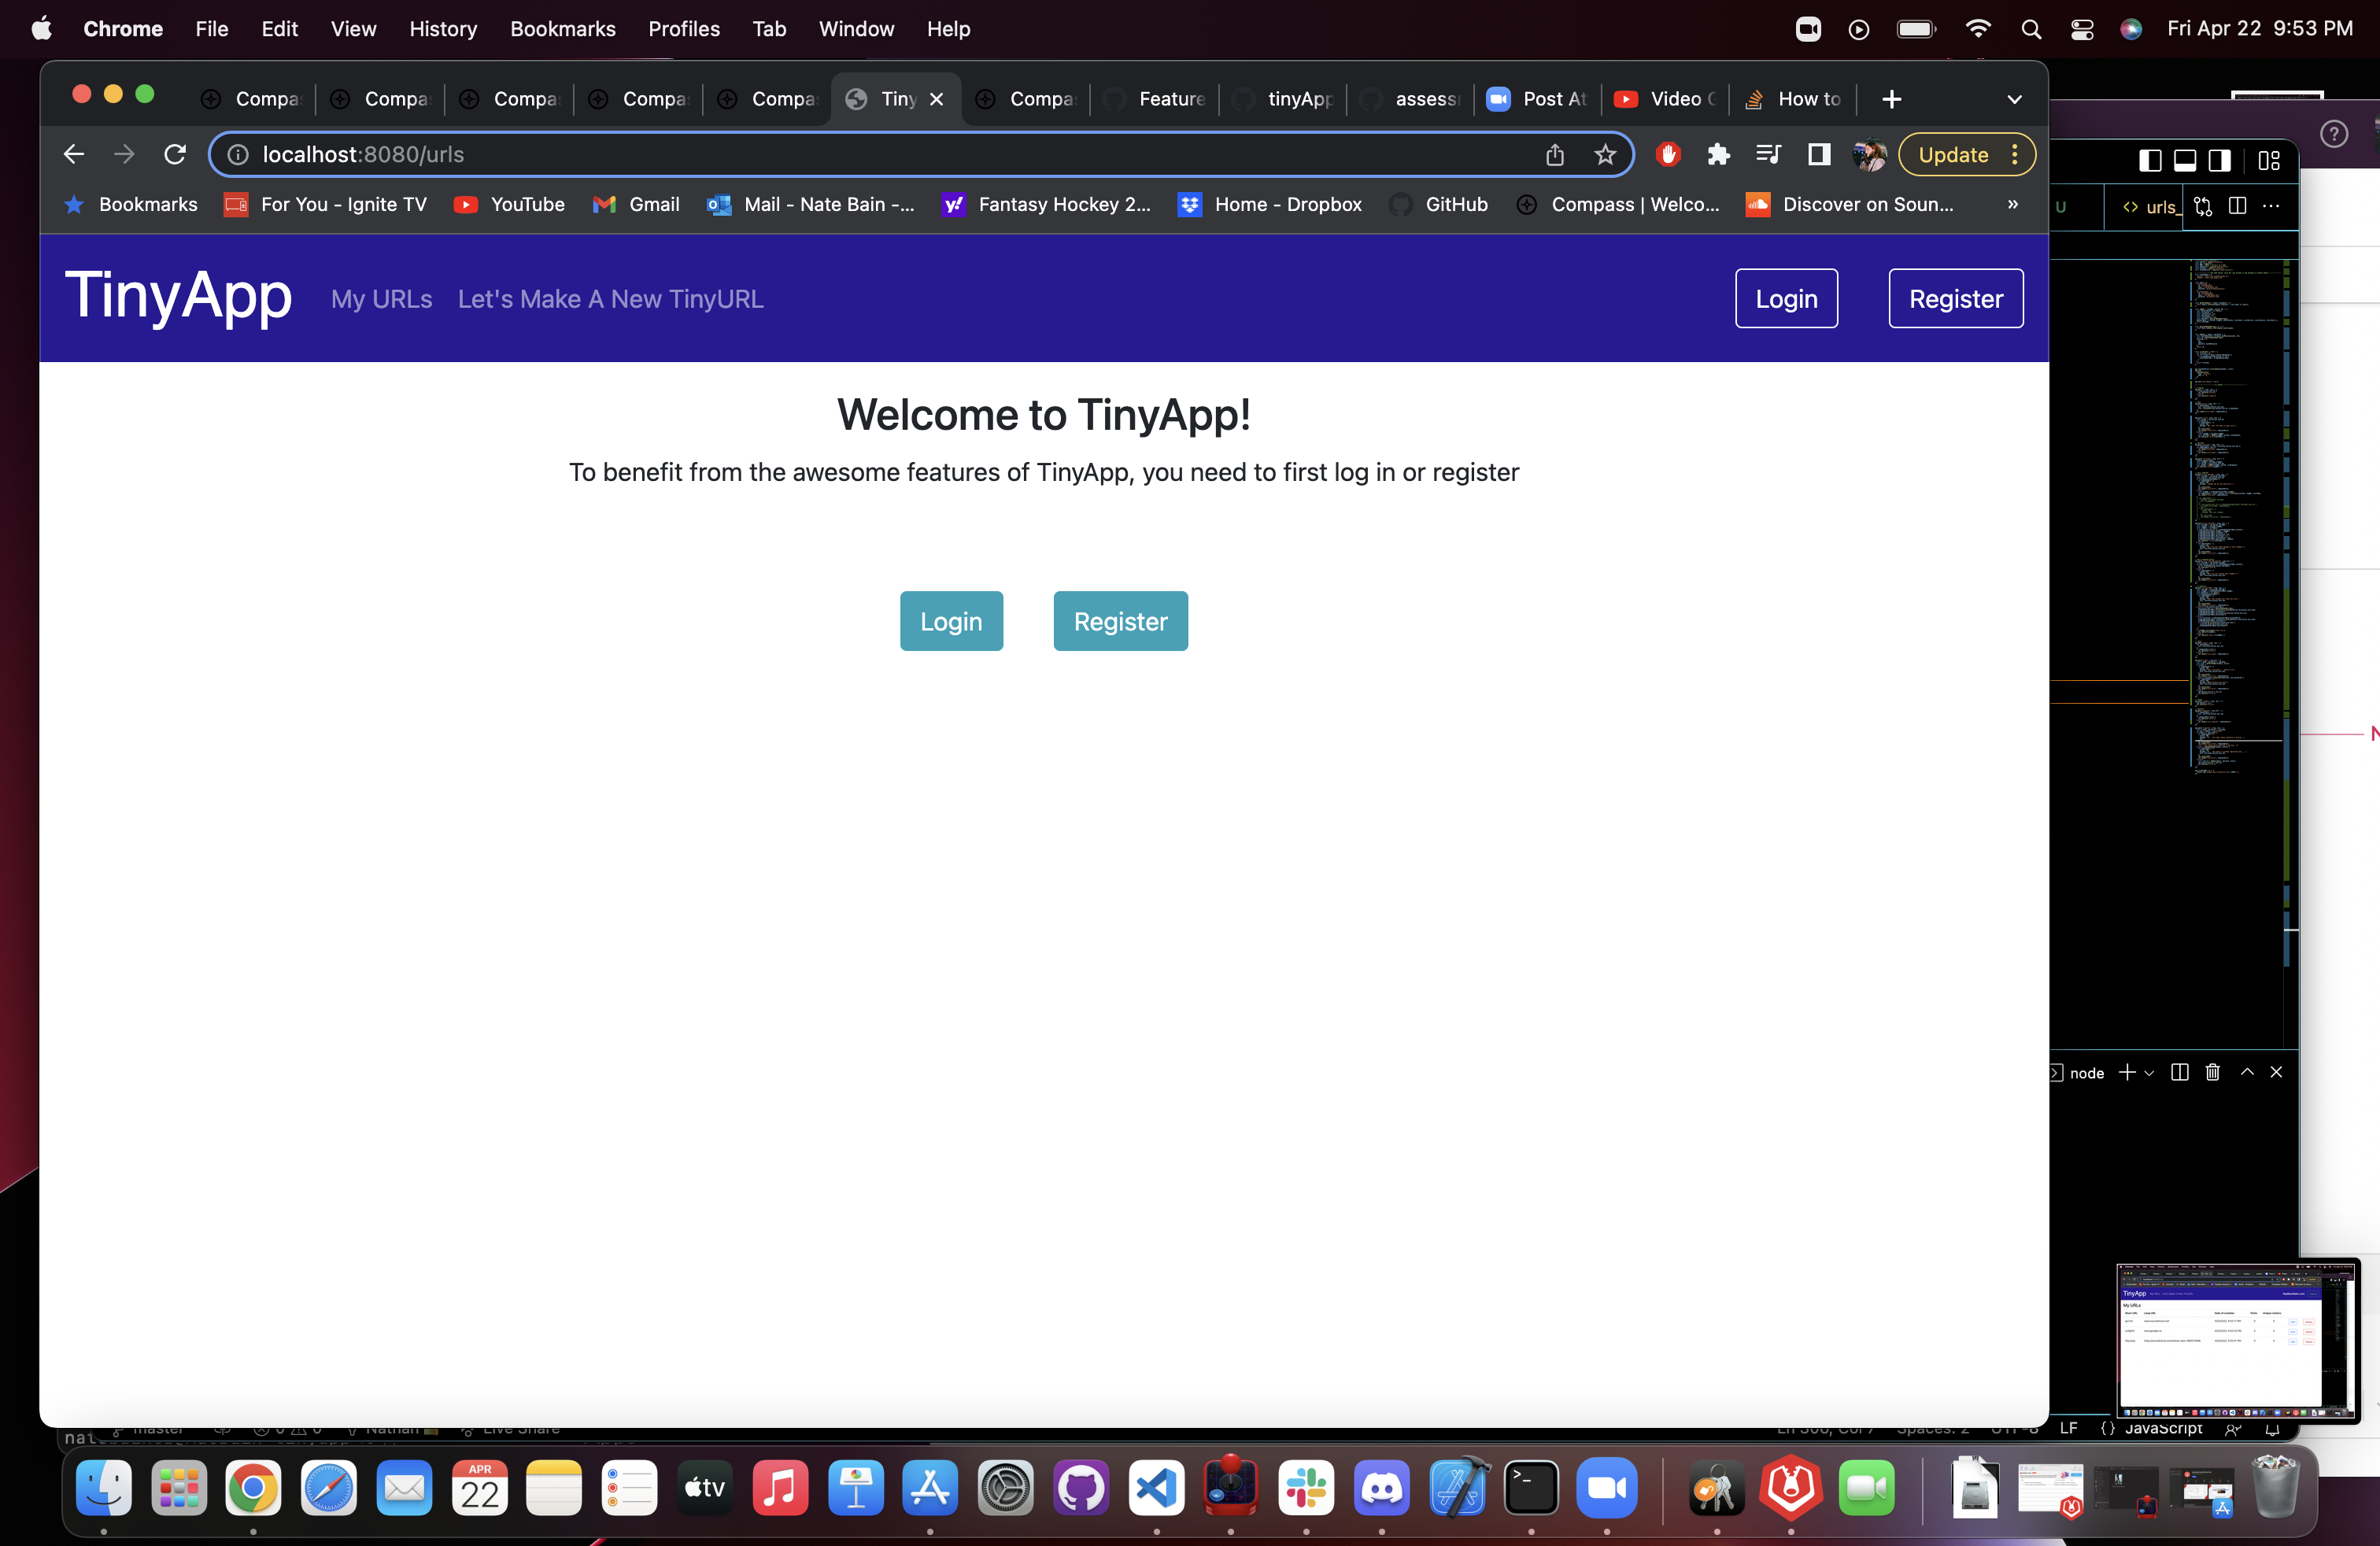 Chrome File Edit View History Bookmarks Profiles Tab Window Help
Fri Apr 22 9:53 PM
Compa Compa Compa Compa Compa Tiny Compa Feature tinyApp assess Post At Video How to
localhost:8080/urls
Update
Bookmarks For You - Ignite TV YouTube Gmail Mail - Nate Bain -... Fantasy Hockey 2... Home - Dropbox GitHub Compass | Welco... Discover on Soun... »
U
urls_
TinyApp My URLs Let's Make A New TinyURL Login Register
Welcome to TinyApp!
To benefit from the awesome features of TinyApp, you need to first log in or register
Login Register
node
TinyApp
My URLs
LF {} JavaScript
APR
22
tv